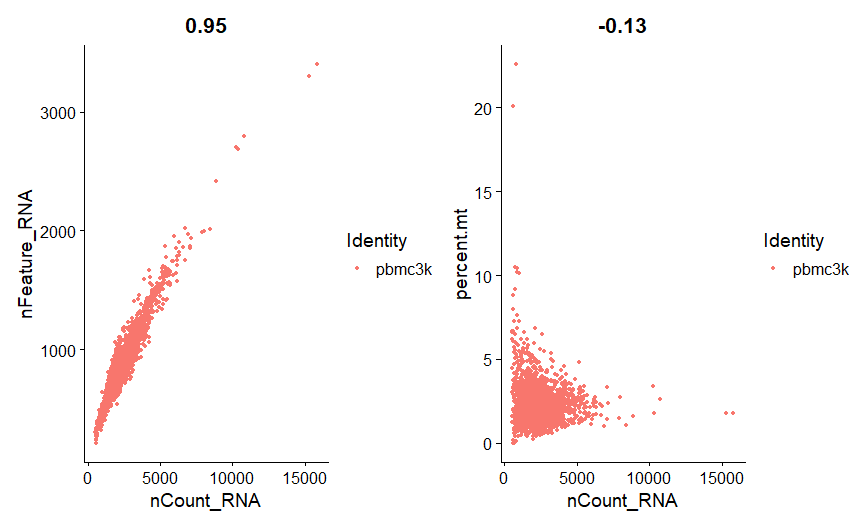 0.95
nFeature_RNA
3000
2000
1000
0
5000
10000
15000
nCount_RNA
Identity
pbmc3k
-0.13
percent.mt
20
15
10
5
0
0
5000
10000
15000
nCount_RNA
Identity
pbmc3k